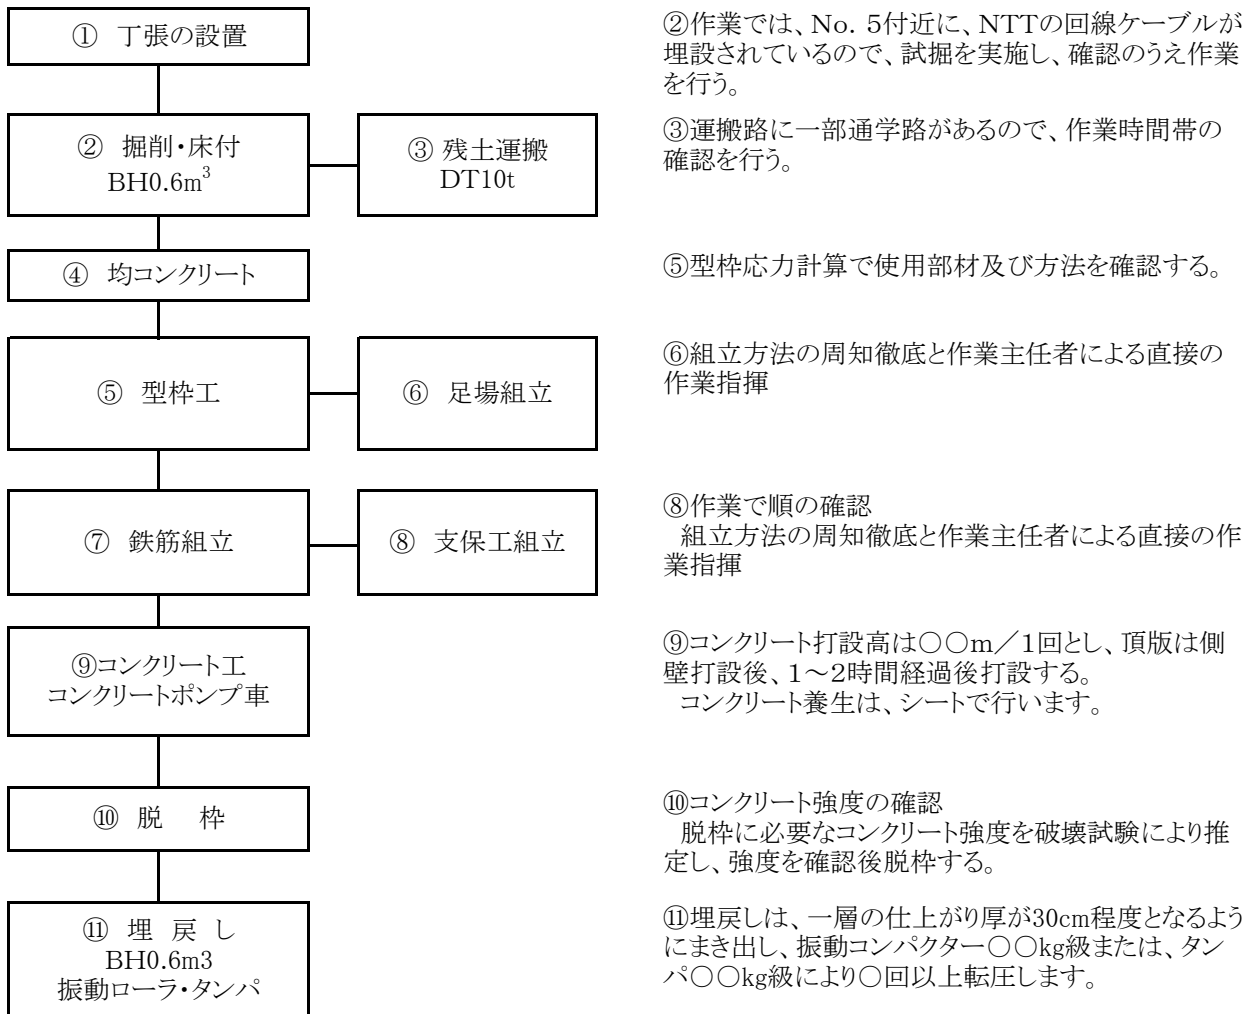 ① 丁張の設置
②作業では、No．5付近に、NTTの回線ケーブルが
埋設されているので、試掘を実施し、確認のうえ作業
を行う。
② 掘削・床付
BH0.6m³
③ 残土運搬
DT10t
③運搬路に一部通学路があるので、作業時間帯の
確認を行う。
④ 均コンクリート
⑤型枠応力計算で使用部材及び方法を確認する。
⑤ 型枠工
⑥ 足場組立
⑥組立方法の周知徹底と作業主任者による直接の
作業指揮
⑦ 鉄筋組立
⑧ 支保工組立
⑧作業で順の確認
組立方法の周知徹底と作業主任者による直接の作
業指揮
⑨コンクリート工
コンクリートポンプ車
⑨コンクリート打設高は○○m／1回とし、頂版は側
壁打設後、1～2時間経過後打設する。
コンクリート養生は、シートで行います。
⑩ 脱 枠
⑩コンクリート強度の確認
脱枠に必要なコンクリート強度を破壊試験により推
定し、強度を確認後脱枠する。
⑪ 埋 戻 し
BH0.6m3
振動ローラ・タンパ
⑪埋戻しは、一層の仕上がり厚が30cm程度となるよう
にまき出し、振動コンパクター○○kg級または、タン
パ○○kg級により○回以上転圧します。